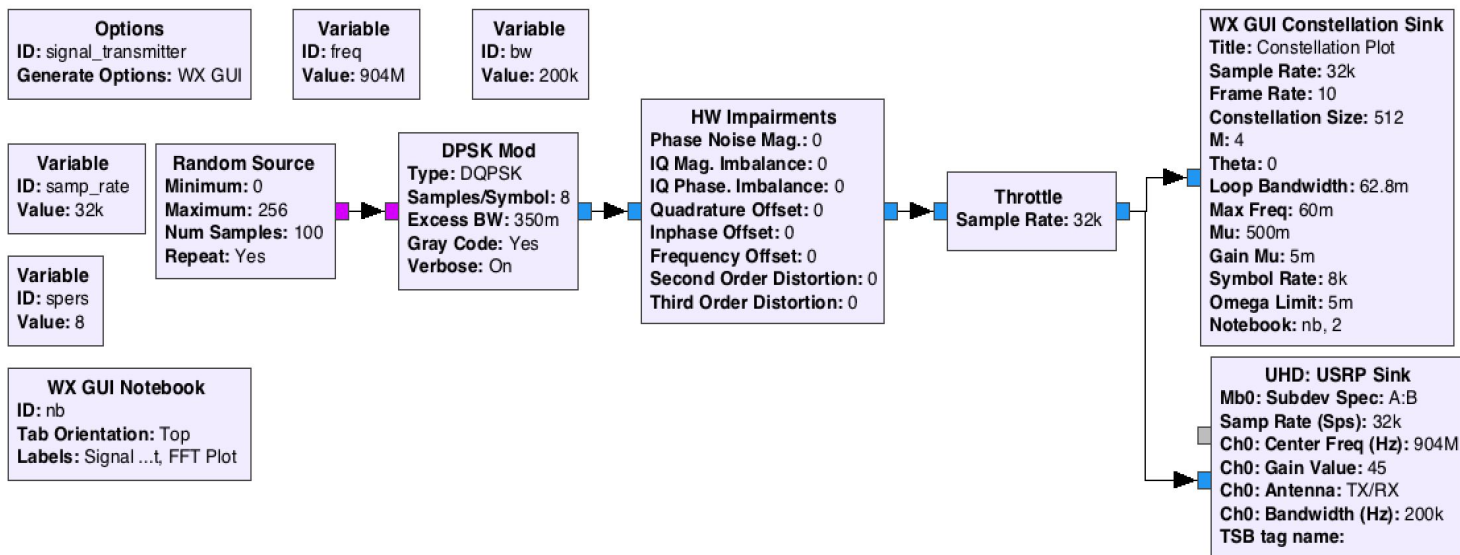 Options
ID: signal_transmitter
Generate Options: WX GUI
Variable
ID: freq
Value: 904M
Variable
ID: bw
Value: 200k
Variable
ID: samp_rate
Value: 32k
Random Source
Minimum: 0
Maximum: 256
Num Samples: 100
Repeat: Yes
DPSK Mod
Type: DQPSK
Samples/Symbol: 8
Excess BW: 350m
Gray Code: Yes
Verbose: On
HW Impairments
Phase Noise Mag.: 0
IQ Mag. Imbalance: 0
IQ Phase. Imbalance: 0
Quadrature Offset: 0
Inphase Offset: 0
Frequency Offset: 0
Second Order Distortion: 0
Third Order Distortion: 0
Throttle
Sample Rate: 32k
WX GUI Constellation Sink
Title: Constellation Plot
Sample Rate: 32k
Frame Rate: 10
Constellation Size: 512
M: 4
Theta: 0
Loop Bandwidth: 62.8m
Max Freq: 60m
Mu: 500m
Gain Mu: 5m
Symbol Rate: 8k
Omega Limit: 5m
Notebook: nb, 2
Variable
ID: spers
Value: 8
WX GUI Notebook
ID: nb
Tab Orientation: Top
Labels: Signal ...t, FFT Plot
UHD: USRP Sink
Mb0: Subdev Spec: A:B
Samp Rate (Sps): 32k
Ch0: Center Freq (Hz): 904M
Ch0: Gain Value: 45
Ch0: Antenna: TX/RX
Ch0: Bandwidth (Hz): 200k
TSB tag name: